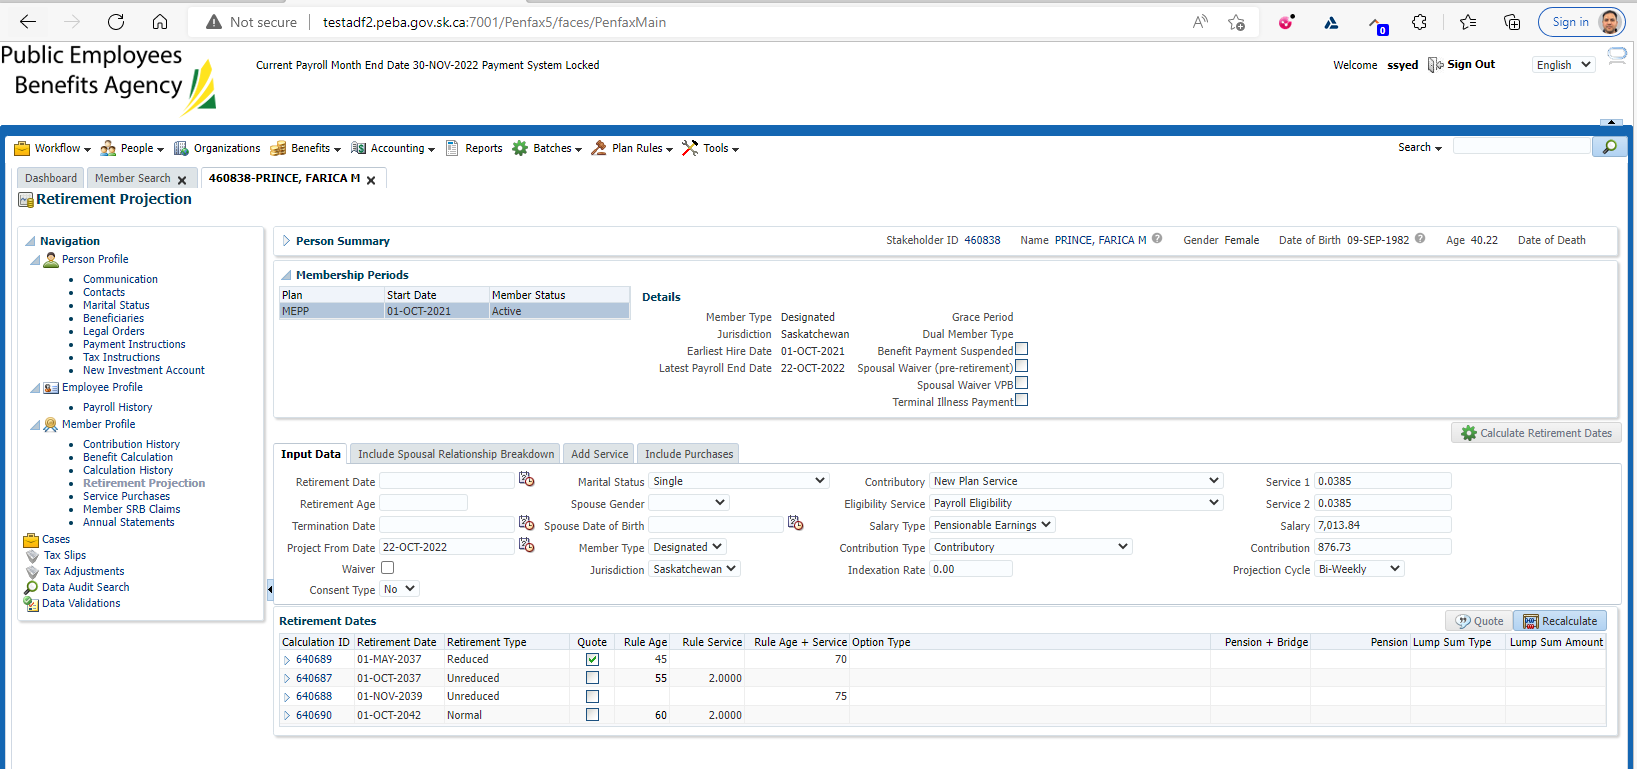 Not secure testadf2.peba.gov.sk.ca:7001/Penfax5/faces/PenfaxMain Sign in
0
Public Employees
Benefits Agency
Current Payroll Month End Date 30-NOV-2022 Payment System Locked
Welcome ssyed Sign Out English
Workflow People Organizations Benefits Accounting Reports Batches Plan Rules Tools Search
Dashboard Member Search 460838-PRINCE, FARICA M
Retirement Projection
Navigation
Person Profile
Communication
Contacts
Marital Status
Beneficiaries
Legal Orders
Payment Instructions
Tax Instructions
New Investment Account
Employee Profile
Payroll History
Member Profile
Contribution History
Benefit Calculation
Calculation History
Retirement Projection
Service Purchases
Member SRB Claims
Annual Statements
Cases
Tax Slips
Tax Adjustments
Data Audit Search
Data Validations
Person Summary Stakeholder ID 460838 Name PRINCE, FARICA M Gender Female Date of Birth 09-SEP-1982 Age 40.22 Date of Death
Membership Periods
Plan Start Date Member Status
MEPP 01-OCT-2021 Active
Details
Member Type Designated Grace Period
Jurisdiction Saskatchewan Dual Member Type
Earliest Hire Date 01-OCT-2021 Benefit Payment Suspended
Latest Payroll End Date 22-OCT-2022 Spousal Waiver (pre-retirement)
Spousal Waiver VPB
Terminal Illness Payment
Calculate Retirement Dates
Input Data Include Spousal Relationship Breakdown Add Service Include Purchases
Retirement Date Marital Status Single Contributory New Plan Service Service 1 0.0385
Retirement Age Spouse Gender Eligibility Service Payroll Eligibility Service 2 0.0385
Termination Date Spouse Date of Birth Salary Type Pensionable Earnings Salary 7,013.84
Project From Date 22-OCT-2022 Member Type Designated Contribution Type Contributory Contribution 876.73
Waiver Jurisdiction Saskatchewan Indexation Rate 0.00 Projection Cycle Bi-Weekly
Consent Type No
Retirement Dates Quote Recalculate
Calculation ID Retirement Date Retirement Type Quote Rule Age Rule Service Rule Age + Service Option Type Pension + Bridge Pension Lump Sum Type Lump Sum Amount
640689 01-MAY-2037 Reduced 45 70
640687 01-OCT-2037 Unreduced 55 2.0000
640688 01-NOV-2039 Unreduced 75
640690 01-OCT-2042 Normal 60 2.0000